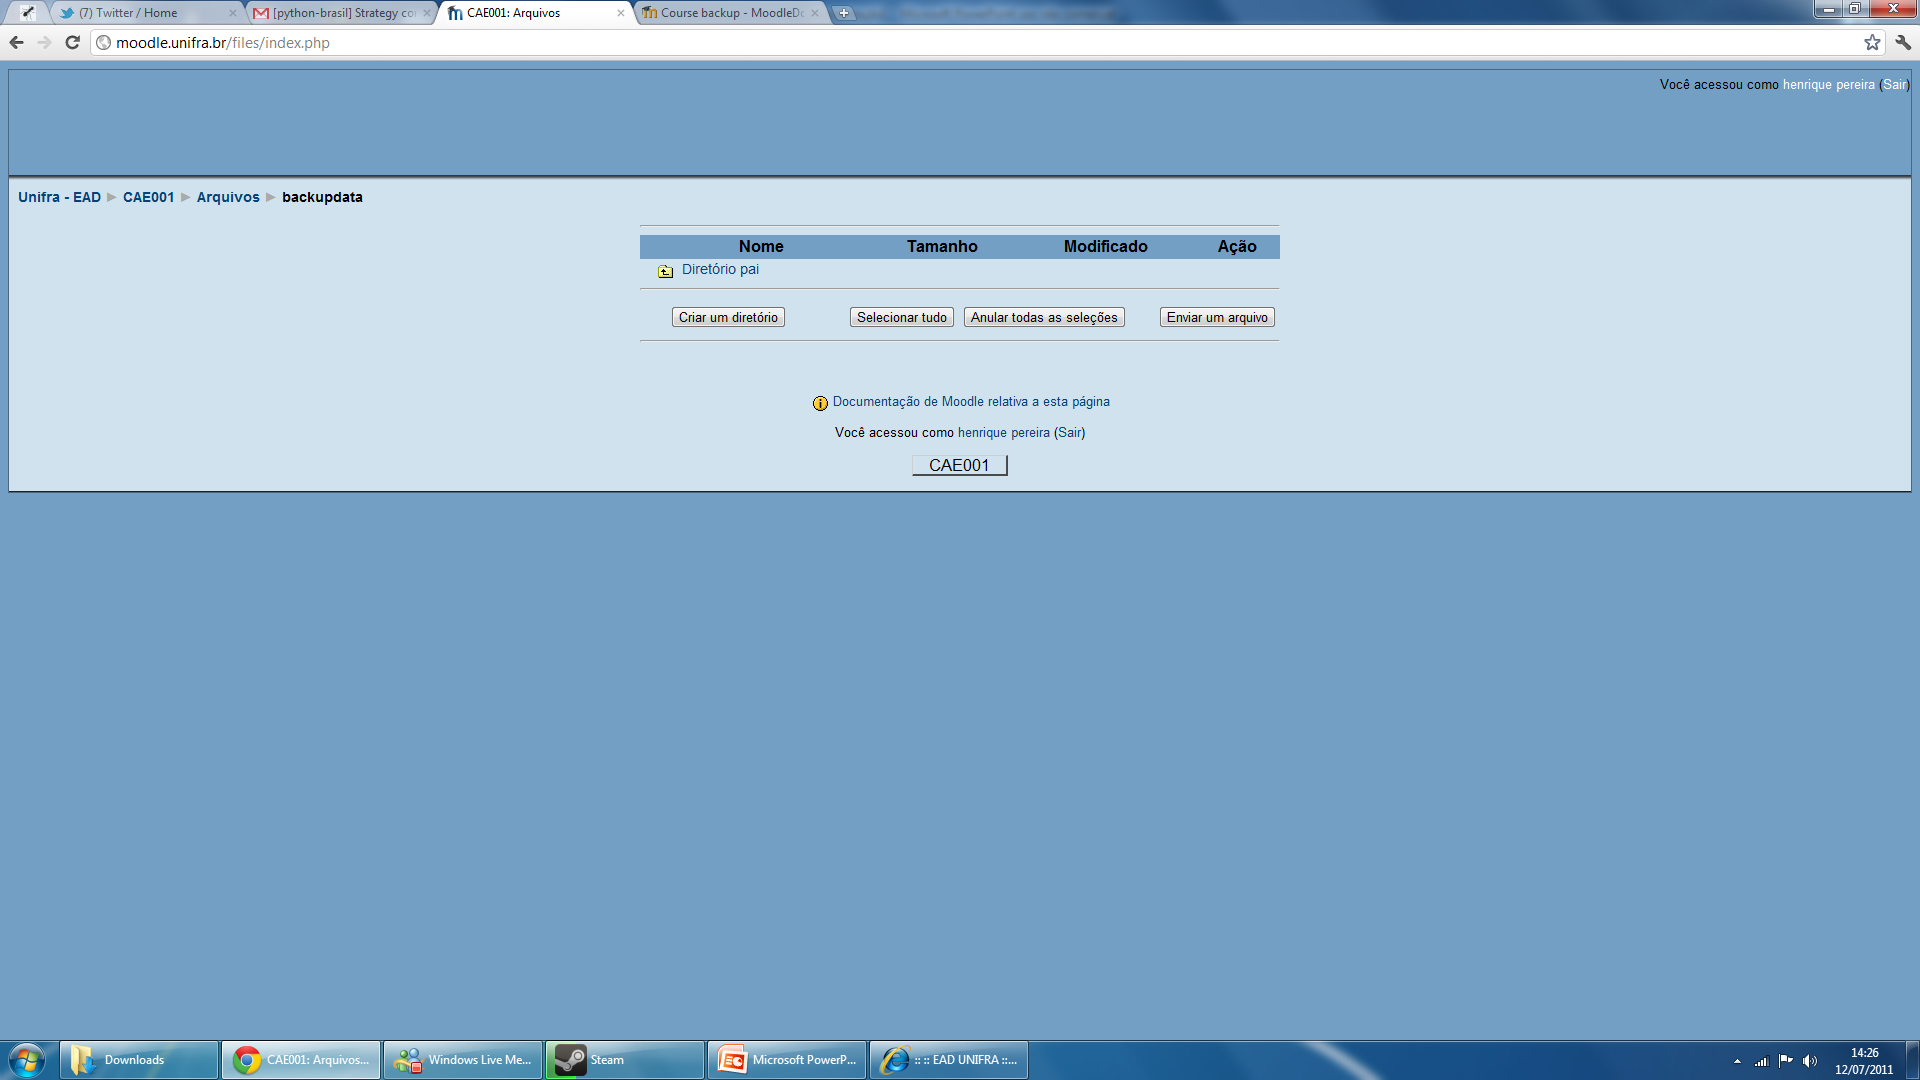 (7) Twitter / Home
[python-brasil] Strategy co
CAE001: Arquivos
Course backup - MoodleDo
moodle.unifra.br/files/index.php
Você acessou como henrique pereira (Sair)
Unifra - EAD ► CAE001 ► Arquivos ► backupdata
Nome Tamanho Modificado Ação
Diretório pai
Criar um diretório Selecionar tudo Anular todas as seleções Enviar um arquivo
Documentação de Moodle relativa a esta página
Você acessou como henrique pereira (Sair)
CAE001
Downloads
CAE001: Arquivos...
Windows Live Me...
Steam
Microsoft PowerP...
:: :: EAD UNIFRA ::...
14:26
12/07/2011